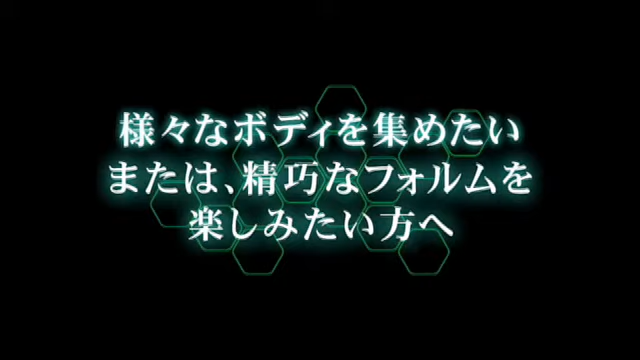 様々なボディを集めたい
または、精巧なフォルムを
楽しみたい方へ